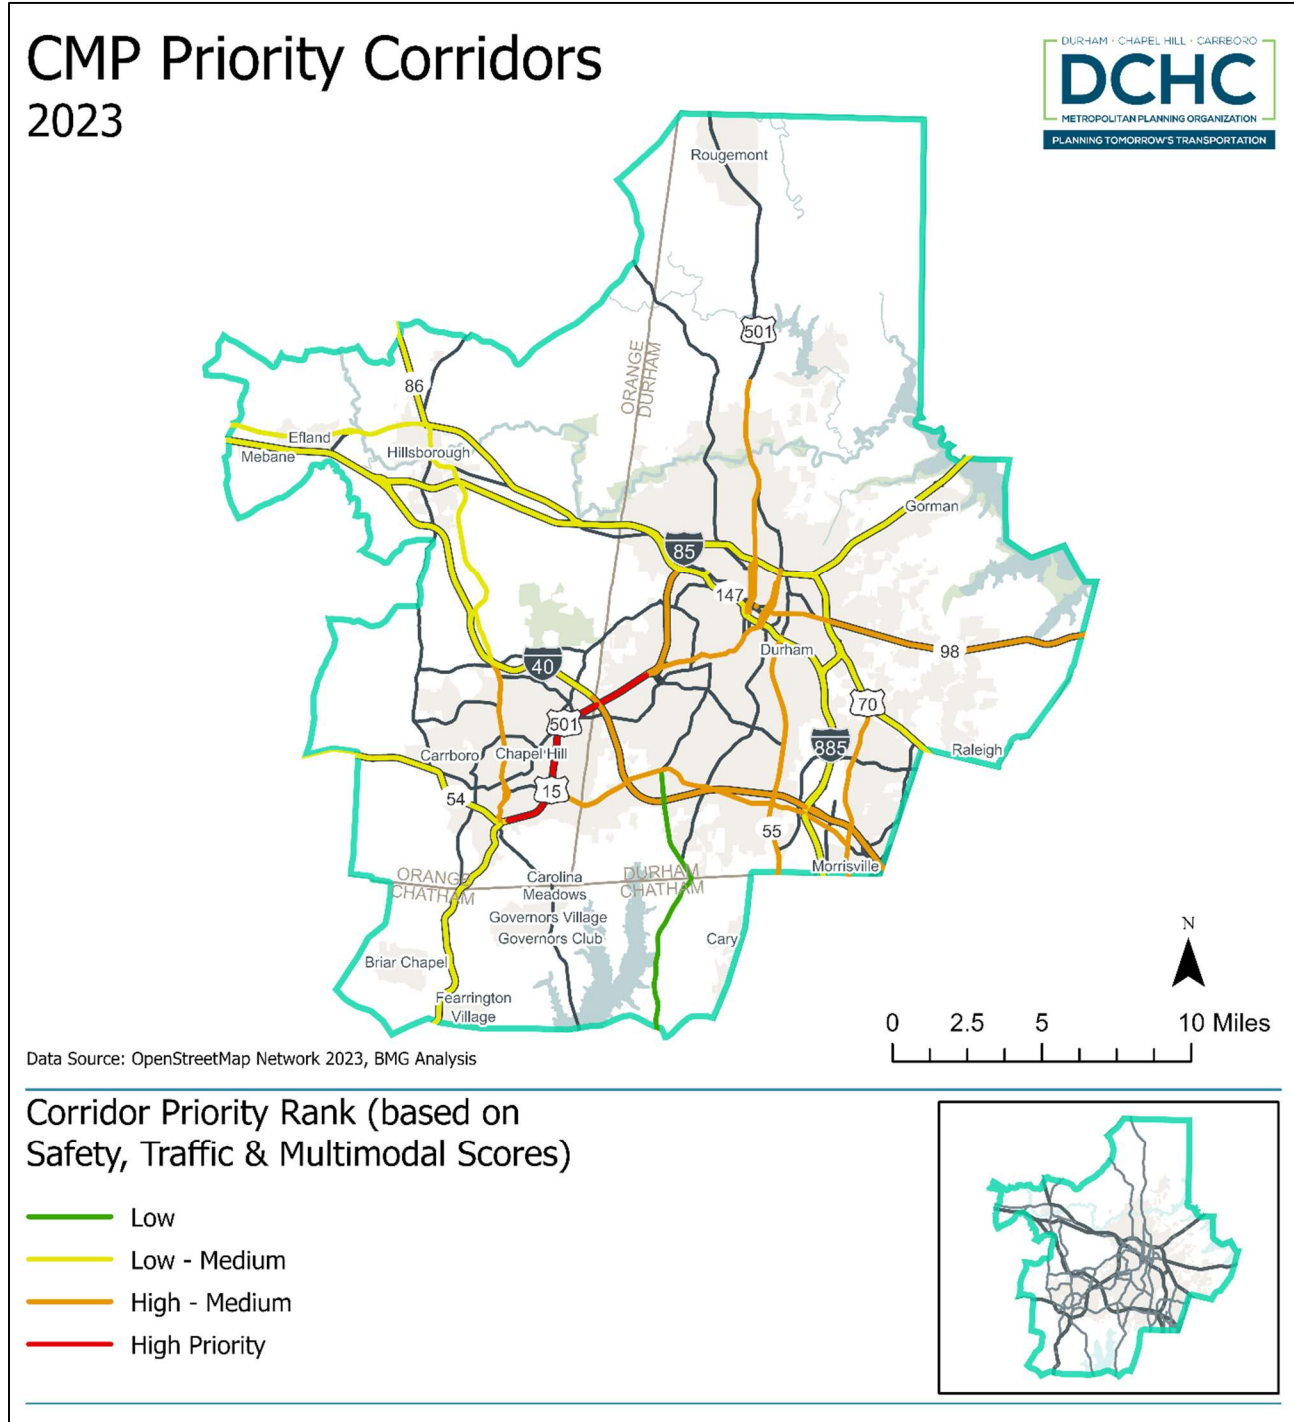 CMP Priority Corridors
2023
DURHAM · CHAPEL HILL · CARRBORO
DCHC
METROPOLITAN PLANNING ORGANIZATION
PLANNING TOMORROW'S TRANSPORTATION
Rougemont
501
ORANGE
DURHAM
86
Efland
Mebane
Hillsborough
Gorman
85
147
Durham
98
40
501
70
885
Raleigh
Carrboro
Chapel Hill
15
54
55
Morrisville
ORANGE
CHATHAM
DURHAM
CHATHAM
Carolina
Meadows
Governors Village
Governors Club
Cary
Briar Chapel
Fearrington
Village
N
0 2.5 5 10 Miles
Data Source: OpenStreetMap Network 2023, BMG Analysis
Corridor Priority Rank (based on
Safety, Traffic & Multimodal Scores)
Low
Low - Medium
High - Medium
High Priority